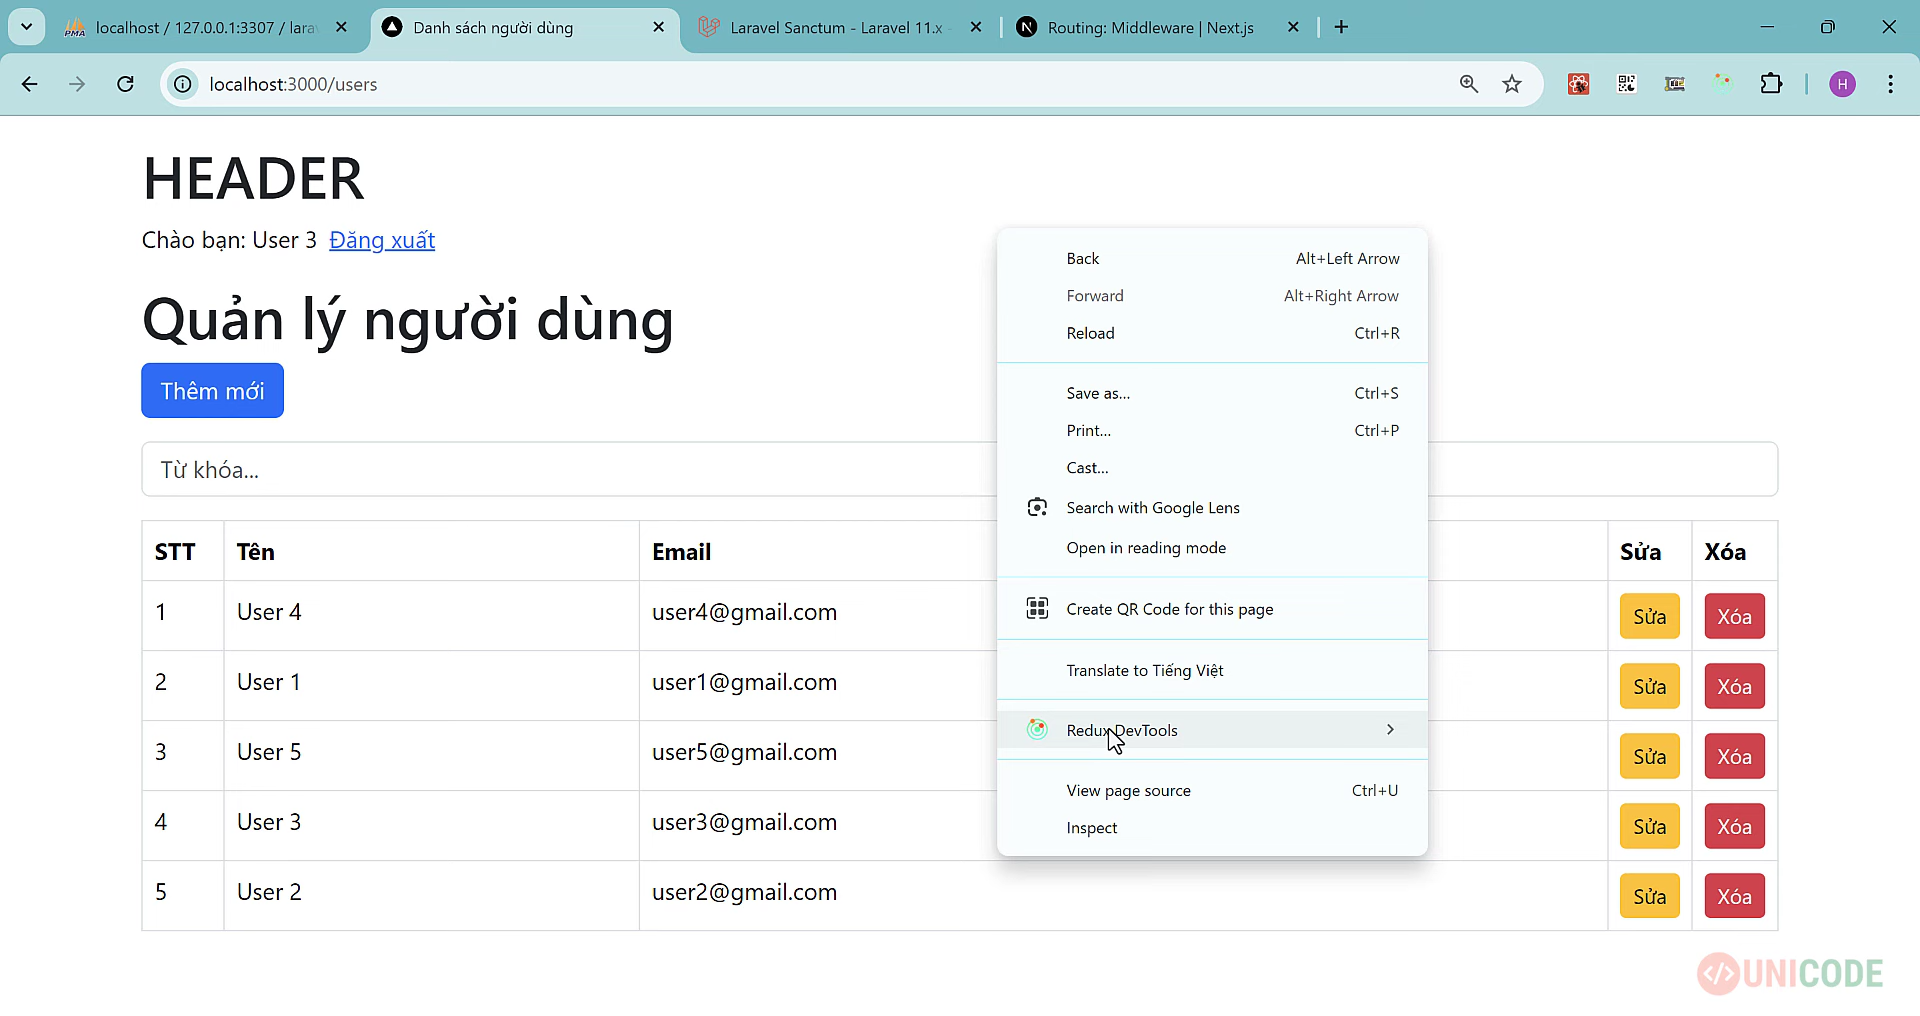 localhost / 127.0.0.1:3307 / lara
Danh sách người dùng
Laravel Sanctum - Laravel 11.x
Routing: Middleware | Next.js
localhost:3000/users
H
HEADER
Chào bạn: User 3 Đăng xuất
Quản lý người dùng
Thêm mới
Từ khóa...
STT Tên Email Sửa Xóa
1 User 4 user4@gmail.com Sửa Xóa
2 User 1 user1@gmail.com Sửa Xóa
3 User 5 user5@gmail.com Sửa Xóa
4 User 3 user3@gmail.com Sửa Xóa
5 User 2 user2@gmail.com Sửa Xóa
Back Alt+Left Arrow
Forward Alt+Right Arrow
Reload Ctrl+R
Save as... Ctrl+S
Print... Ctrl+P
Cast...
Search with Google Lens
Open in reading mode
Create QR Code for this page
Translate to Tiếng Việt
Redux DevTools
View page source Ctrl+U
Inspect
UNICODE